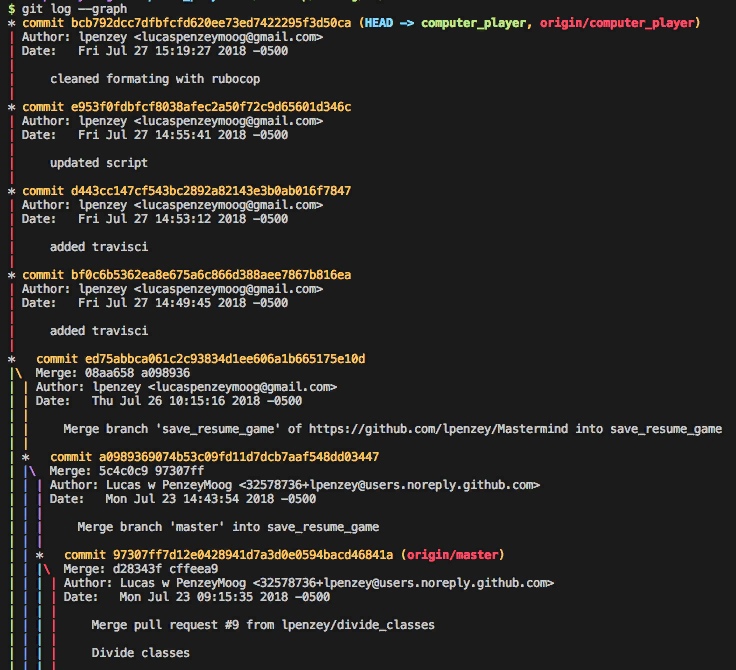 $ git log --graph
* commit bcb792dcc7dfbfcfd620ee73ed7422295f3d50ca (HEAD -> computer_player, origin/computer_player)
| Author: lpenzey <lucaspenzeymoog@gmail.com>
| Date:   Fri Jul 27 15:19:27 2018 -0500
|
|     cleaned formating with rubocop
|
* commit e953f0fdbfcf8038afec2a50f72c9d65601d346c
| Author: lpenzey <lucaspenzeymoog@gmail.com>
| Date:   Fri Jul 27 14:55:41 2018 -0500
|
|     updated script
|
* commit d443cc147cf543bc2892a82143e3b0ab016f7847
| Author: lpenzey <lucaspenzeymoog@gmail.com>
| Date:   Fri Jul 27 14:53:12 2018 -0500
|
|     added travisci
|
* commit bf0c6b5362ea8e675a6c866d388aee7867b816ea
| Author: lpenzey <lucaspenzeymoog@gmail.com>
| Date:   Fri Jul 27 14:49:45 2018 -0500
|
|     added travisci
|
*   commit ed75abbca061c2c93834d1ee606a1b665175e10d
|\  Merge: 08aa658 a098936
| | Author: lpenzey <lucaspenzeymoog@gmail.com>
| | Date:   Thu Jul 26 10:15:16 2018 -0500
| |
| |     Merge branch 'save_resume_game' of https://github.com/lpenzey/Mastermind into save_resume_game
| |
| *   commit a0989369074b53c09fd11d7dcb7aaf548dd03447
| |\  Merge: 5c4c0c9 97307ff
| | | Author: Lucas w PenzeyMoog <32578736+lpenzey@users.noreply.github.com>
| | | Date:   Mon Jul 23 14:43:54 2018 -0500
| | |
| | |     Merge branch 'master' into save_resume_game
| | |
| | *   commit 97307ff7d12e0428941d7a3d0e0594bacd46841a (origin/master)
| | |\  Merge: d28343f cffeea9
| | | | Author: Lucas w PenzeyMoog <32578736+lpenzey@users.noreply.github.com>
| | | | Date:   Mon Jul 23 09:15:35 2018 -0500
| | | |
| | | |     Merge pull request #9 from lpenzey/divide_classes
| | | |
| | | |     Divide classes